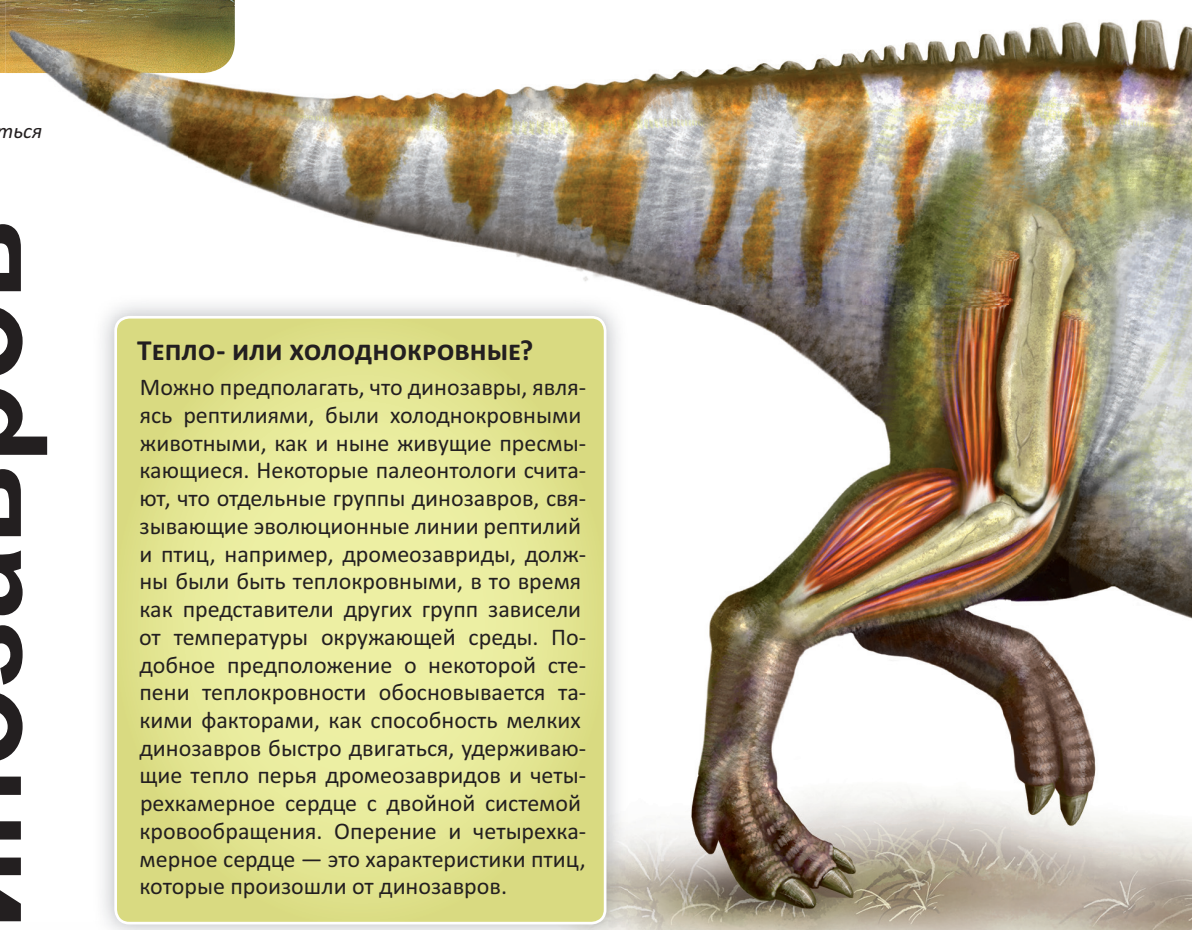 ться
Тепло- или холоднокровные?
Можно предполагать, что динозавры, явля-
ясь рептилиями, были холоднокровными
животными, как и ныне живущие пресмы-
кающиеся. Некоторые палеонтологи счита-
ют, что отдельные группы динозавров, свя-
зывающие эволюционные линии рептилий
и птиц, например, дромеозавриды, долж-
ны были быть теплокровными, в то время
как представители других групп зависели
от температуры окружающей среды. По-
добное предположение о некоторой сте-
пени теплокровности обосновывается та-
кими факторами, как способность мелких
динозавров быстро двигаться, удерживаю-
щие тепло перья дромеозавридов и четы-
рехкамерное сердце с двойной системой
кровообращения. Оперение и четырехка-
мерное сердце — это характеристики птиц,
которые произошли от динозавров.